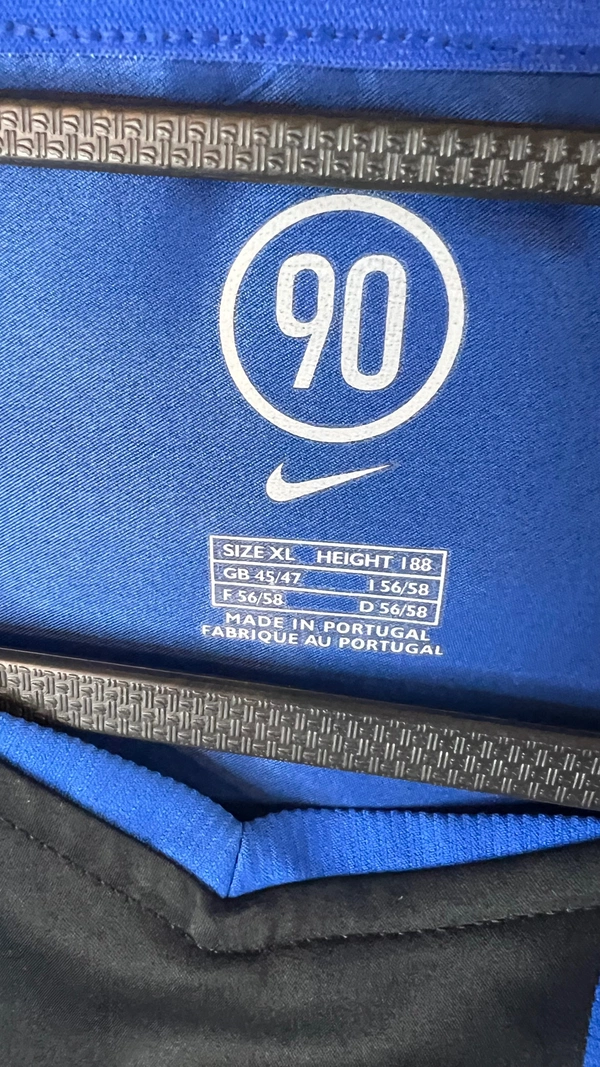 90
SIZE XL HEIGHT 188
GB 45/47 I 56/58
F 56/58 D 56/58
MADE IN PORTUGAL
FABRIQUE AU PORTUGAL